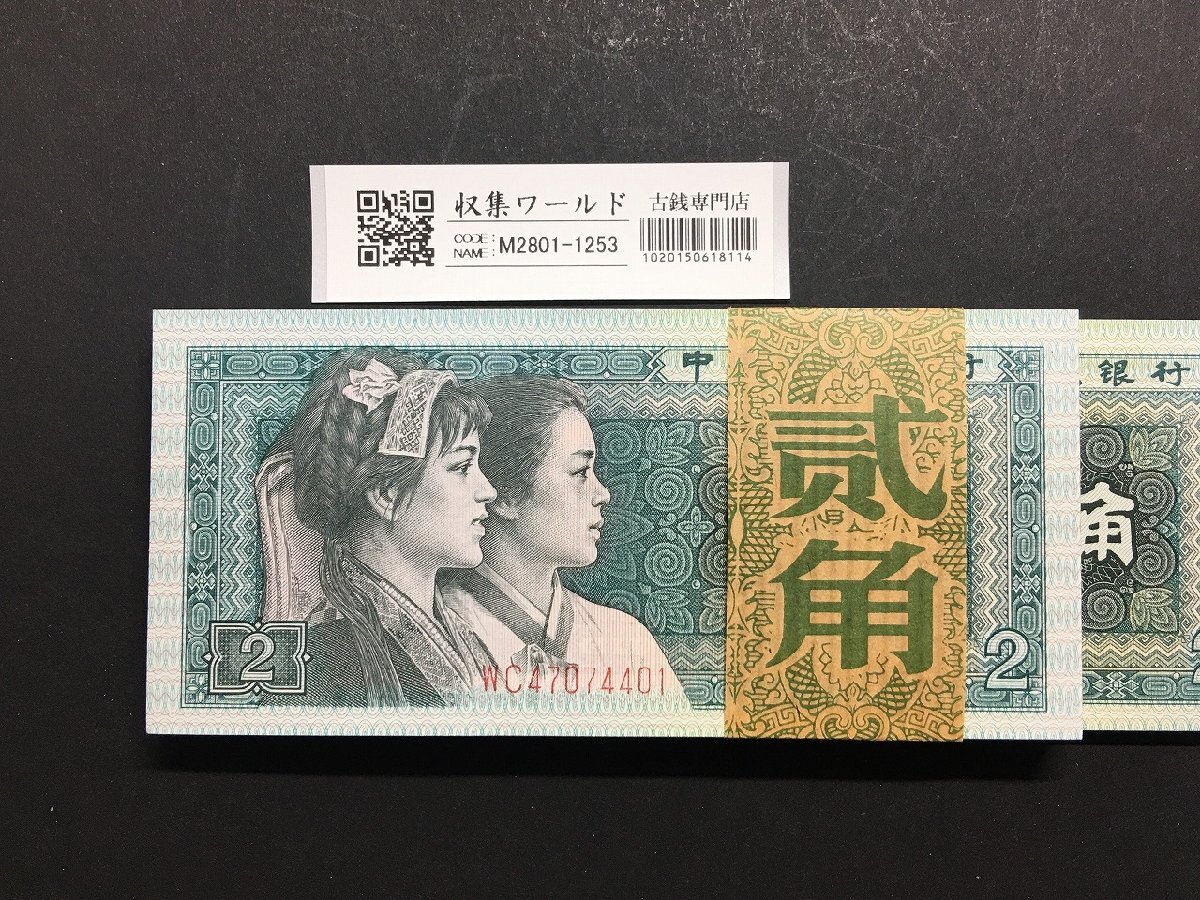 収集ワールド 古銭専門店
CODE:
NAME: M2801-1253
1020150618114
中 行 银行
贰角
角
2
WC47074401
2